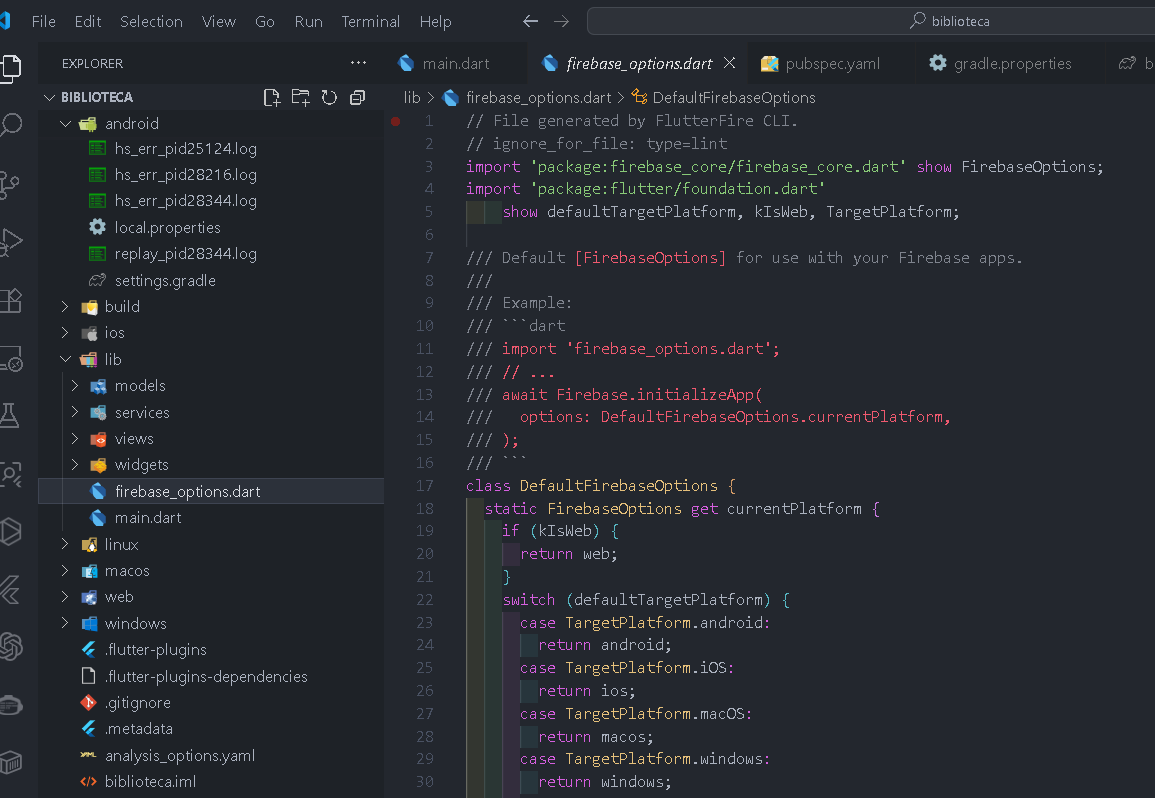 File Edit Selection View Go Run Terminal Help
biblioteca
EXPLORER
main.dart
firebase_options.dart
pubspec.yaml
gradle.properties
b
BIBLIOTECA
android
hs_err_pid25124.log
hs_err_pid28216.log
hs_err_pid28344.log
local.properties
replay_pid28344.log
settings.gradle
build
ios
lib
models
services
views
widgets
firebase_options.dart
main.dart
linux
macos
web
windows
.flutter-plugins
.flutter-plugins-dependencies
.gitignore
.metadata
analysis_options.yaml
biblioteca.iml
lib > firebase_options.dart > DefaultFirebaseOptions
1 // File generated by FlutterFire CLI.
2 // ignore_for_file: type=lint
3 import 'package:firebase_core/firebase_core.dart' show FirebaseOptions;
4 import 'package:flutter/foundation.dart'
5 show defaultTargetPlatform, kIsWeb, TargetPlatform;
6
7 /// Default [FirebaseOptions] for use with your Firebase apps.
8 ///
9 /// Example:
10 /// ```dart
11 /// import 'firebase_options.dart';
12 /// // ...
13 /// await Firebase.initializeApp(
14 /// options: DefaultFirebaseOptions.currentPlatform,
15 /// );
16 /// ```
17 class DefaultFirebaseOptions {
18 static FirebaseOptions get currentPlatform {
19 if (kIsWeb) {
20 return web;
21 }
22 switch (defaultTargetPlatform) {
23 case TargetPlatform.android:
24 return android;
25 case TargetPlatform.iOS:
26 return ios;
27 case TargetPlatform.macOS:
28 return macos;
29 case TargetPlatform.windows:
30 return windows;